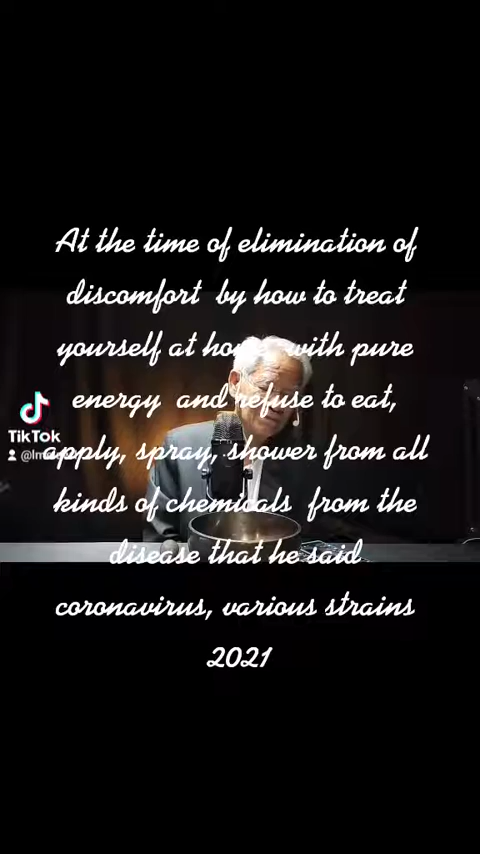 At the time of elimination of
discomfort by how to treat
yourself at home with pure
energy and refuse to eat,
apply, spray, shower from all
kinds of chemicals from the
disease that he said
coronavirus, various strains
2021
TikTok